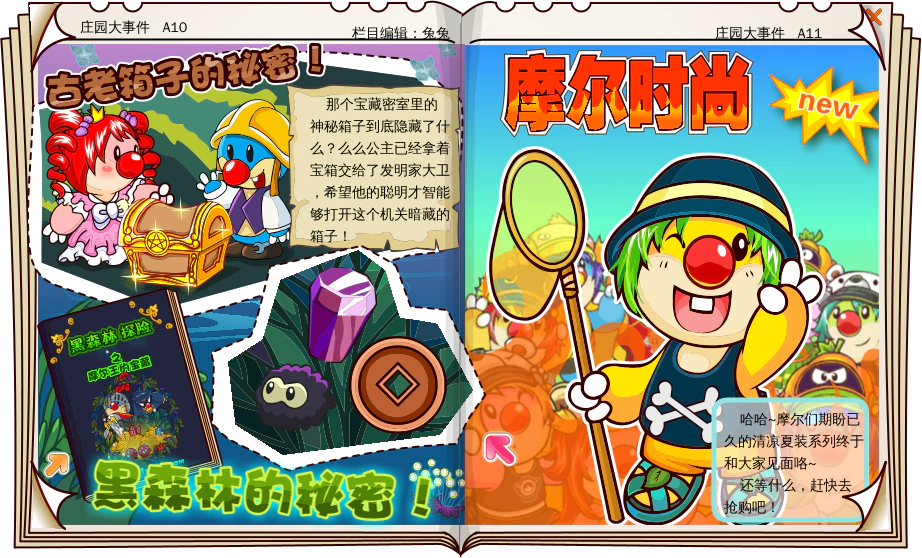 庄园大事件 A10
栏目编辑：兔兔
古老箱子的秘密！
那个宝藏密室里的
神秘箱子到底隐藏了什
么？么么公主已经拿着
宝箱交给了发明家大卫
，希望他的聪明才智能
够打开这个机关暗藏的
箱子！
黑森林探险
之
摩尔王的宝藏
黑森林的秘密！
庄园大事件 A11
摩尔时尚
new
哈哈~摩尔们期盼已
久的清凉夏装系列终于
和大家见面咯~
还等什么，赶快去
抢购吧！